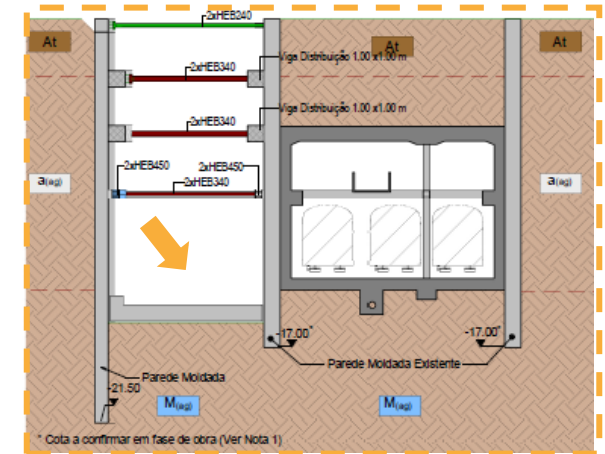 2xHEB240
At
At
At
2xHEB340
Viga Distribuição 1.00 x1.00 m
2xHEB340
Viga Distribuição 1.00 x1.00 m
2xHEB450
2xHEB450
2xHEB340
a(ag)
a(ag)
-17.00*
-17.00*
Parede Moldada Existente
Parede Moldada
-21.50
M(ag)
M(ag)
* Cota a confirmar em fase de obra (Ver Nota 1)